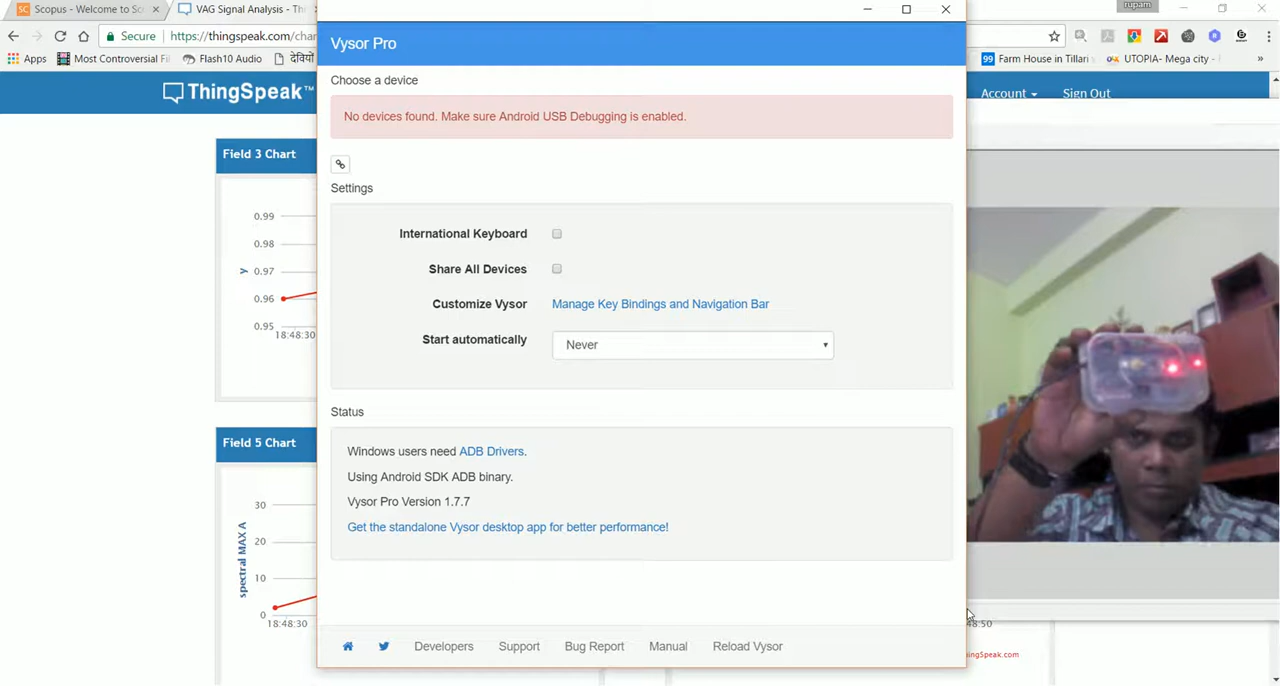 rupam
Scopus - Welcome to Sc
VAG Signal Analysis - Th
Secure
https://thingspeak.com/chan
Apps
Most Controversial Fi
Flash10 Audio
देवियो
Farm House in Tillari
UTOPIA- Mega city -
ThingSpeak™
Account
Sign Out
Vysor Pro
Choose a device
No devices found. Make sure Android USB Debugging is enabled.
Settings
International Keyboard
Share All Devices
Customize Vysor
Manage Key Bindings and Navigation Bar
Start automatically
Never
Status
Windows users need ADB Drivers.
Using Android SDK ADB binary.
Vysor Pro Version 1.7.7
Get the standalone Vysor desktop app for better performance!
Developers
Support
Bug Report
Manual
Reload Vysor
Field 3 Chart
0.99
0.98
y
0.97
0.96
0.95
18:48:30
Field 5 Chart
30
20
spectral MAX A
10
0
18:48:30
48:50
ingSpeak.com